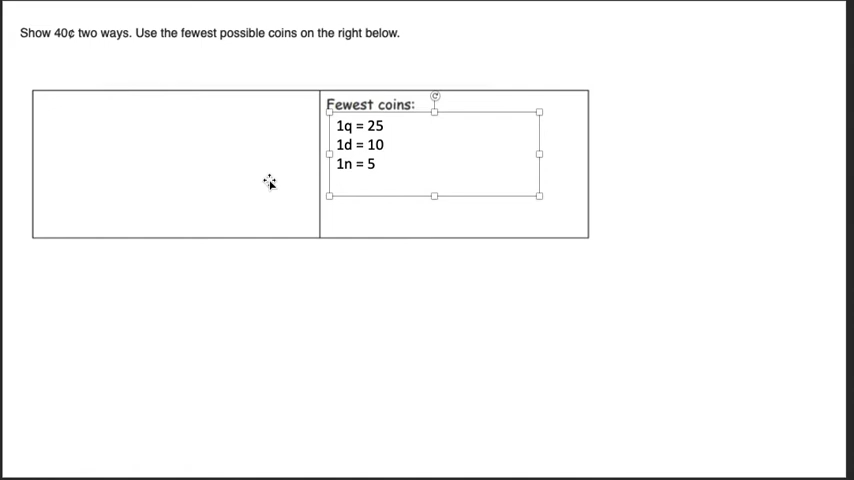 Show 40¢ two ways. Use the fewest possible coins on the right below.
Fewest coins:
1q = 25
1d = 10
1n = 5